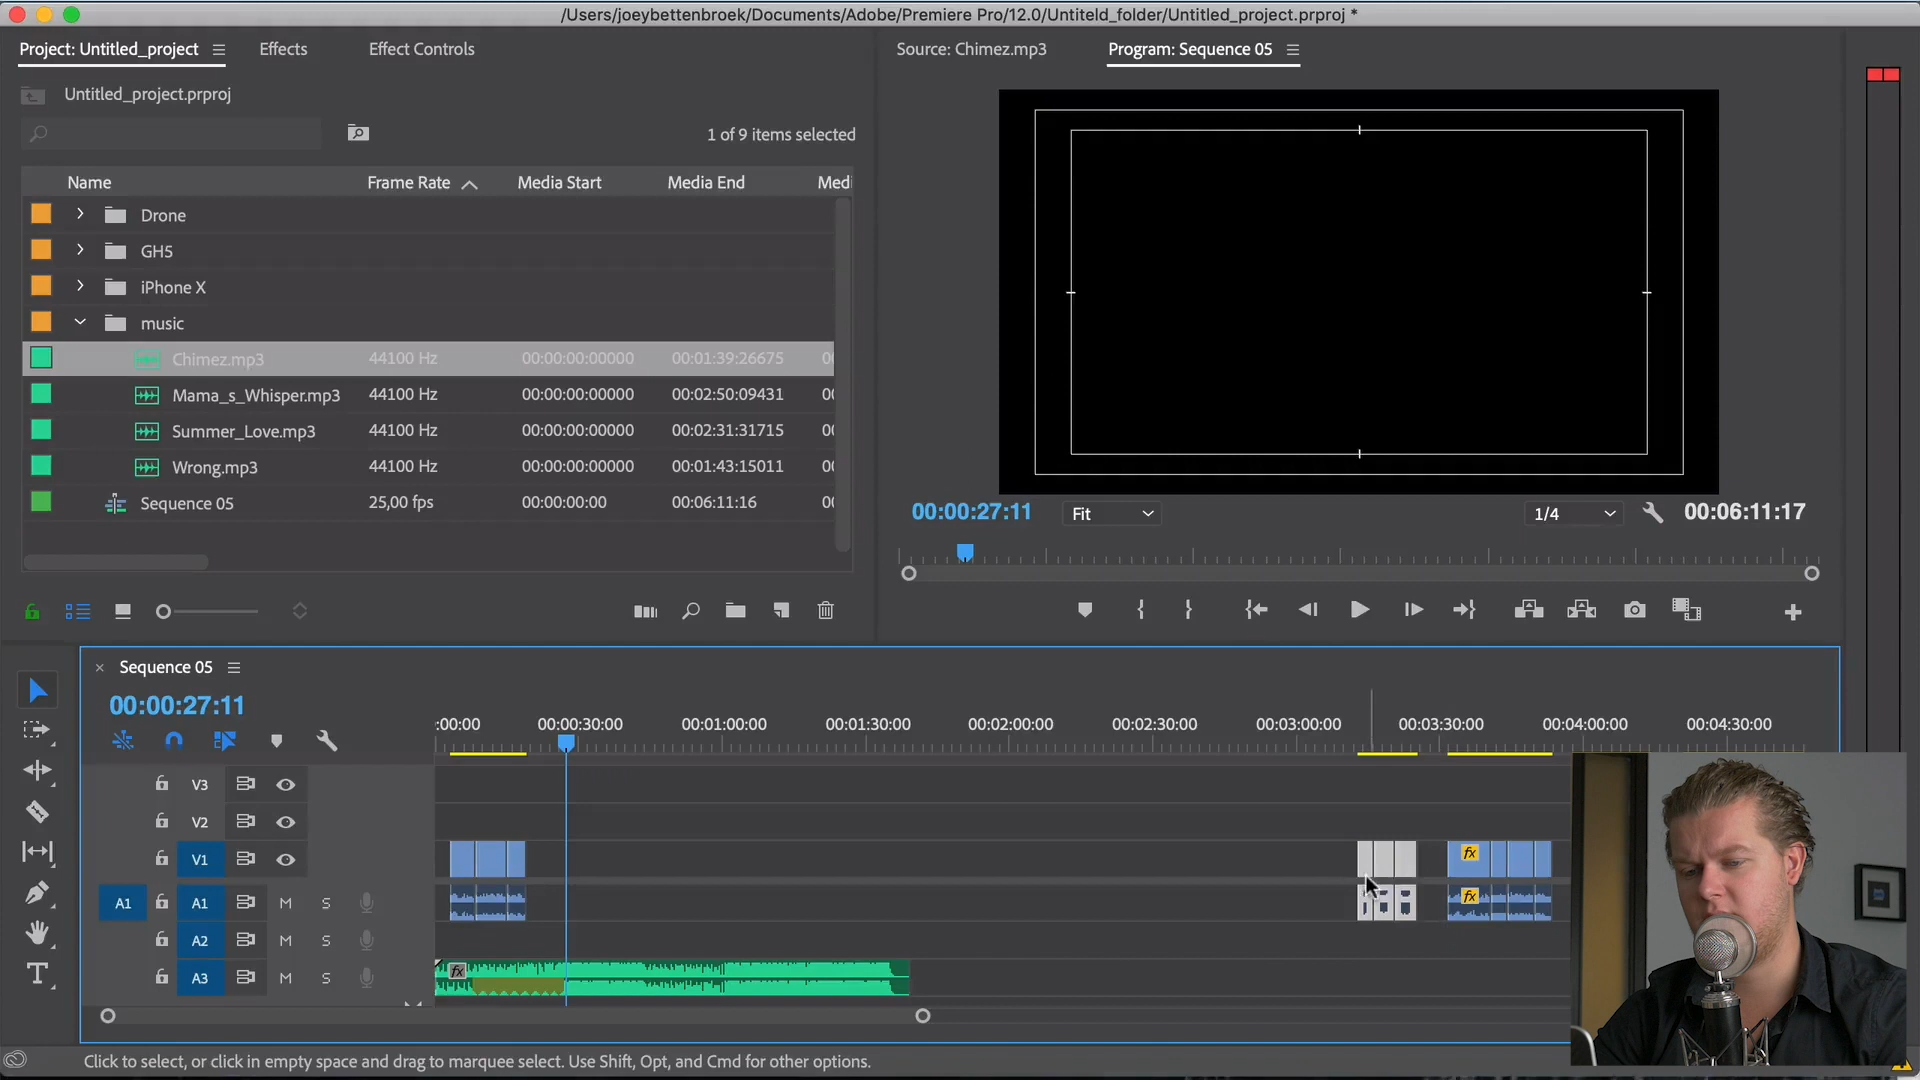 /Users/joeybettenbroek/Documents/Adobe/Premiere Pro/12.0/Untiteld_folder/Untitled_project.prproj *
Project: Untitled_project
Effects
Effect Controls
Source: Chimez.mp3
Program: Sequence 05
Untitled_project.prproj
1 of 9 items selected
Name Frame Rate Media Start Media End Medi
Drone
GH5
iPhone X
music
Chimez.mp3 44100 Hz 00:00:00:00000 00:01:39:26675 00
Mama_s_Whisper.mp3 44100 Hz 00:00:00:00000 00:02:50:09431 00
Summer_Love.mp3 44100 Hz 00:00:00:00000 00:02:31:31715 00
Wrong.mp3 44100 Hz 00:00:00:00000 00:01:43:15011 00
Sequence 05 25,00 fps 00:00:00:00 00:06:11:16 00
00:00:27:11 Fit 1/4 00:06:11:17
Sequence 05
00:00:27:11
:00:00 00:00:30:00 00:01:00:00 00:01:30:00 00:02:00:00 00:02:30:00 00:03:00:00 00:03:30:00 00:04:00:00 00:04:30:00
V3
V2
V1 fx
A1 A1 M S fx
A2 M S
A3 M S fx
T
Click to select, or click in empty space and drag to marquee select. Use Shift, Opt, and Cmd for other options.